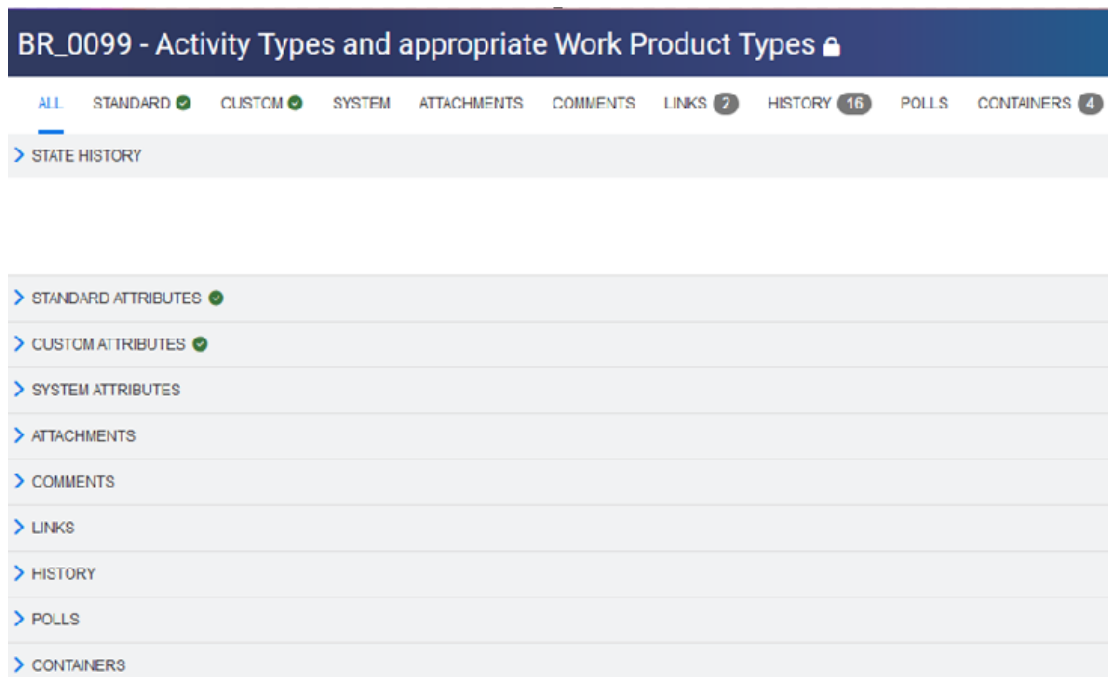 BR_0099 - Activity Types and appropriate Work Product Types
ALL STANDARD CUSTOM SYSTEM ATTACHMENTS COMMENTS LINKS 2 HISTORY 16 POLLS CONTAINERS 4
STATE HISTORY
STANDARD ATTRIBUTES
CUSTOM ATTRIBUTES
SYSTEM ATTRIBUTES
ATTACHMENTS
COMMENTS
LINKS
HISTORY
POLLS
CONTAINERS